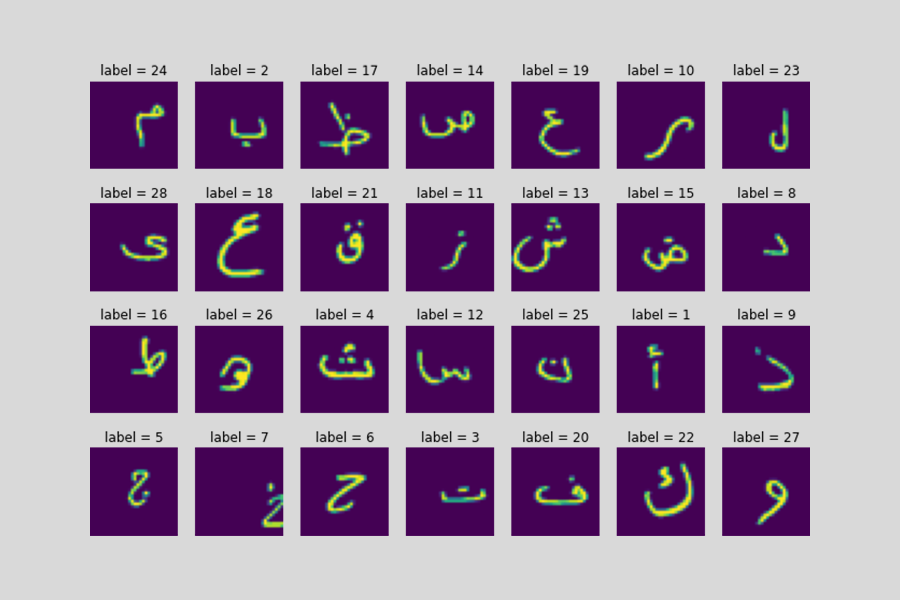 label = 24 label = 2 label = 17 label = 14 label = 19 label = 10 label = 23
م ب ظ ص ع ر ل
label = 28 label = 18 label = 21 label = 11 label = 13 label = 15 label = 8
ى ع ق ز ش ض د
label = 16 label = 26 label = 4 label = 12 label = 25 label = 1 label = 9
ط ه ث س ن أ ذ
label = 5 label = 7 label = 6 label = 3 label = 20 label = 22 label = 27
ج خ ح ت ف ك و